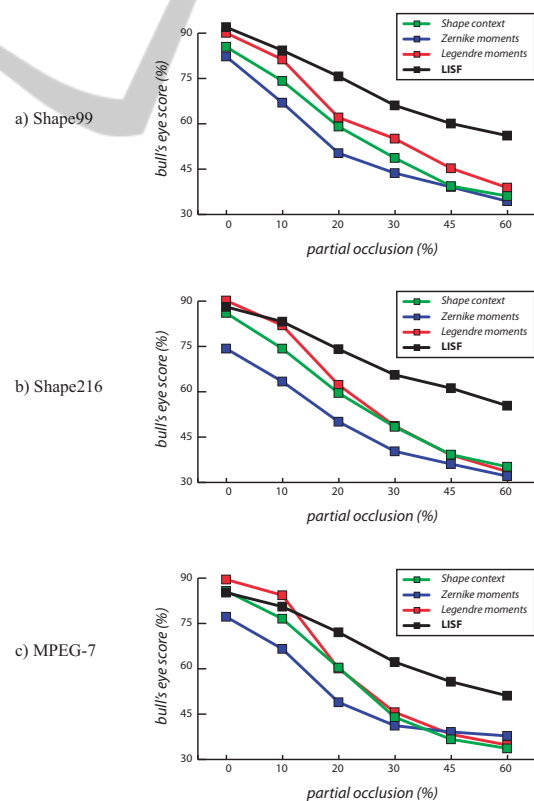 a) Shape99
bull's eye score (%)
90
75
60
45
30
0 10 20 30 45 60
partial occlusion (%)
Shape context
Zernike moments
Legendre moments
LISF
b) Shape216
bull's eye score (%)
90
75
60
45
30
0 10 20 30 45 60
partial occlusion (%)
Shape context
Zernike moments
Legendre moments
LISF
c) MPEG-7
bull's eye score (%)
90
75
60
45
30
0 10 20 30 45 60
partial occlusion (%)
Shape context
Zernike moments
Legendre moments
LISF